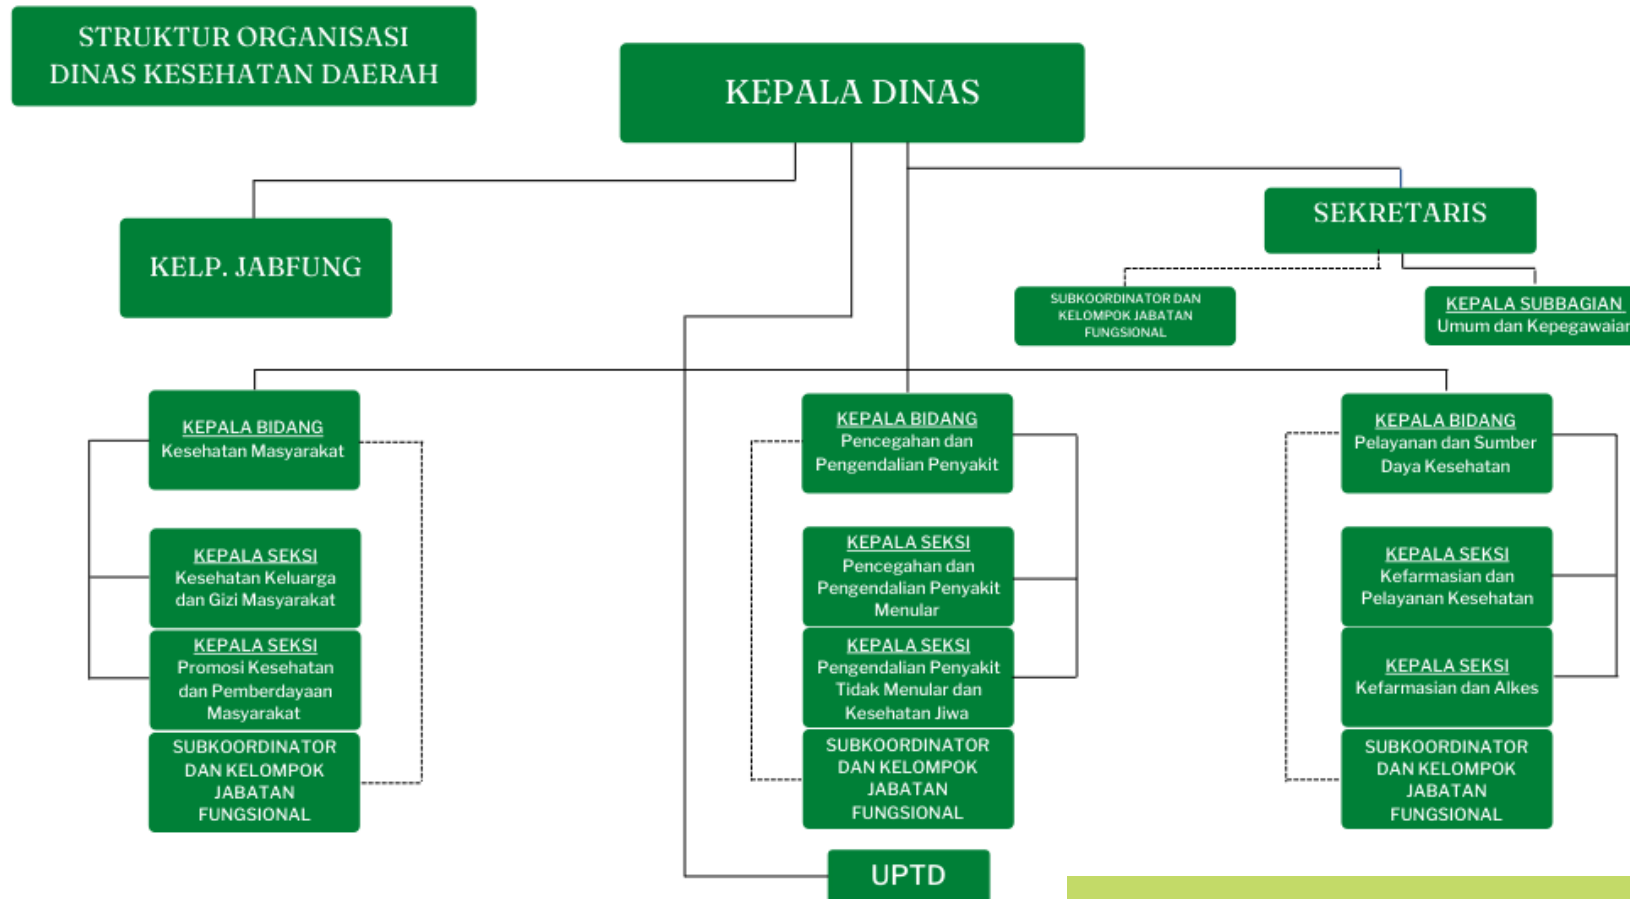 STRUKTUR ORGANISASI
DINAS KESEHATAN DAERAH
KEPALA DINAS
KELP. JABFUNG
SEKRETARIS
SUBKOORDINATOR DAN
KELOMPOK JABATAN
FUNGSIONAL
KEPALA SUBBAGIAN
Umum dan Kepegawaian
KEPALA BIDANG
Kesehatan Masyarakat
KEPALA SEKSI
Kesehatan Keluarga
dan Gizi Masyarakat
KEPALA SEKSI
Promosi Kesehatan
dan Pemberdayaan
Masyarakat
SUBKOORDINATOR
DAN KELOMPOK
JABATAN
FUNGSIONAL
KEPALA BIDANG
Pencegahan dan
Pengendalian Penyakit
KEPALA SEKSI
Pencegahan dan
Pengendalian Penyakit
Menular
KEPALA SEKSI
Pengendalian Penyakit
Tidak Menular dan
Kesehatan Jiwa
SUBKOORDINATOR
DAN KELOMPOK
JABATAN
FUNGSIONAL
KEPALA BIDANG
Pelayanan dan Sumber
Daya Kesehatan
KEPALA SEKSI
Kefarmasian dan
Pelayanan Kesehatan
KEPALA SEKSI
Kefarmasian dan Alkes
SUBKOORDINATOR
DAN KELOMPOK
JABATAN
FUNGSIONAL
UPTD